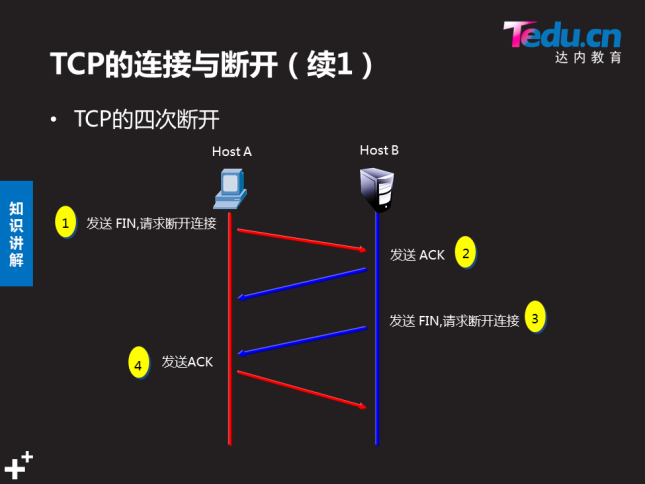 Tedu.cn
达内教育
TCP的连接与断开（续1）
• TCP的四次断开
Host A
Host B
知识讲解
1
发送 FIN,请求断开连接
发送 ACK
2
发送 FIN,请求断开连接
3
4
发送ACK